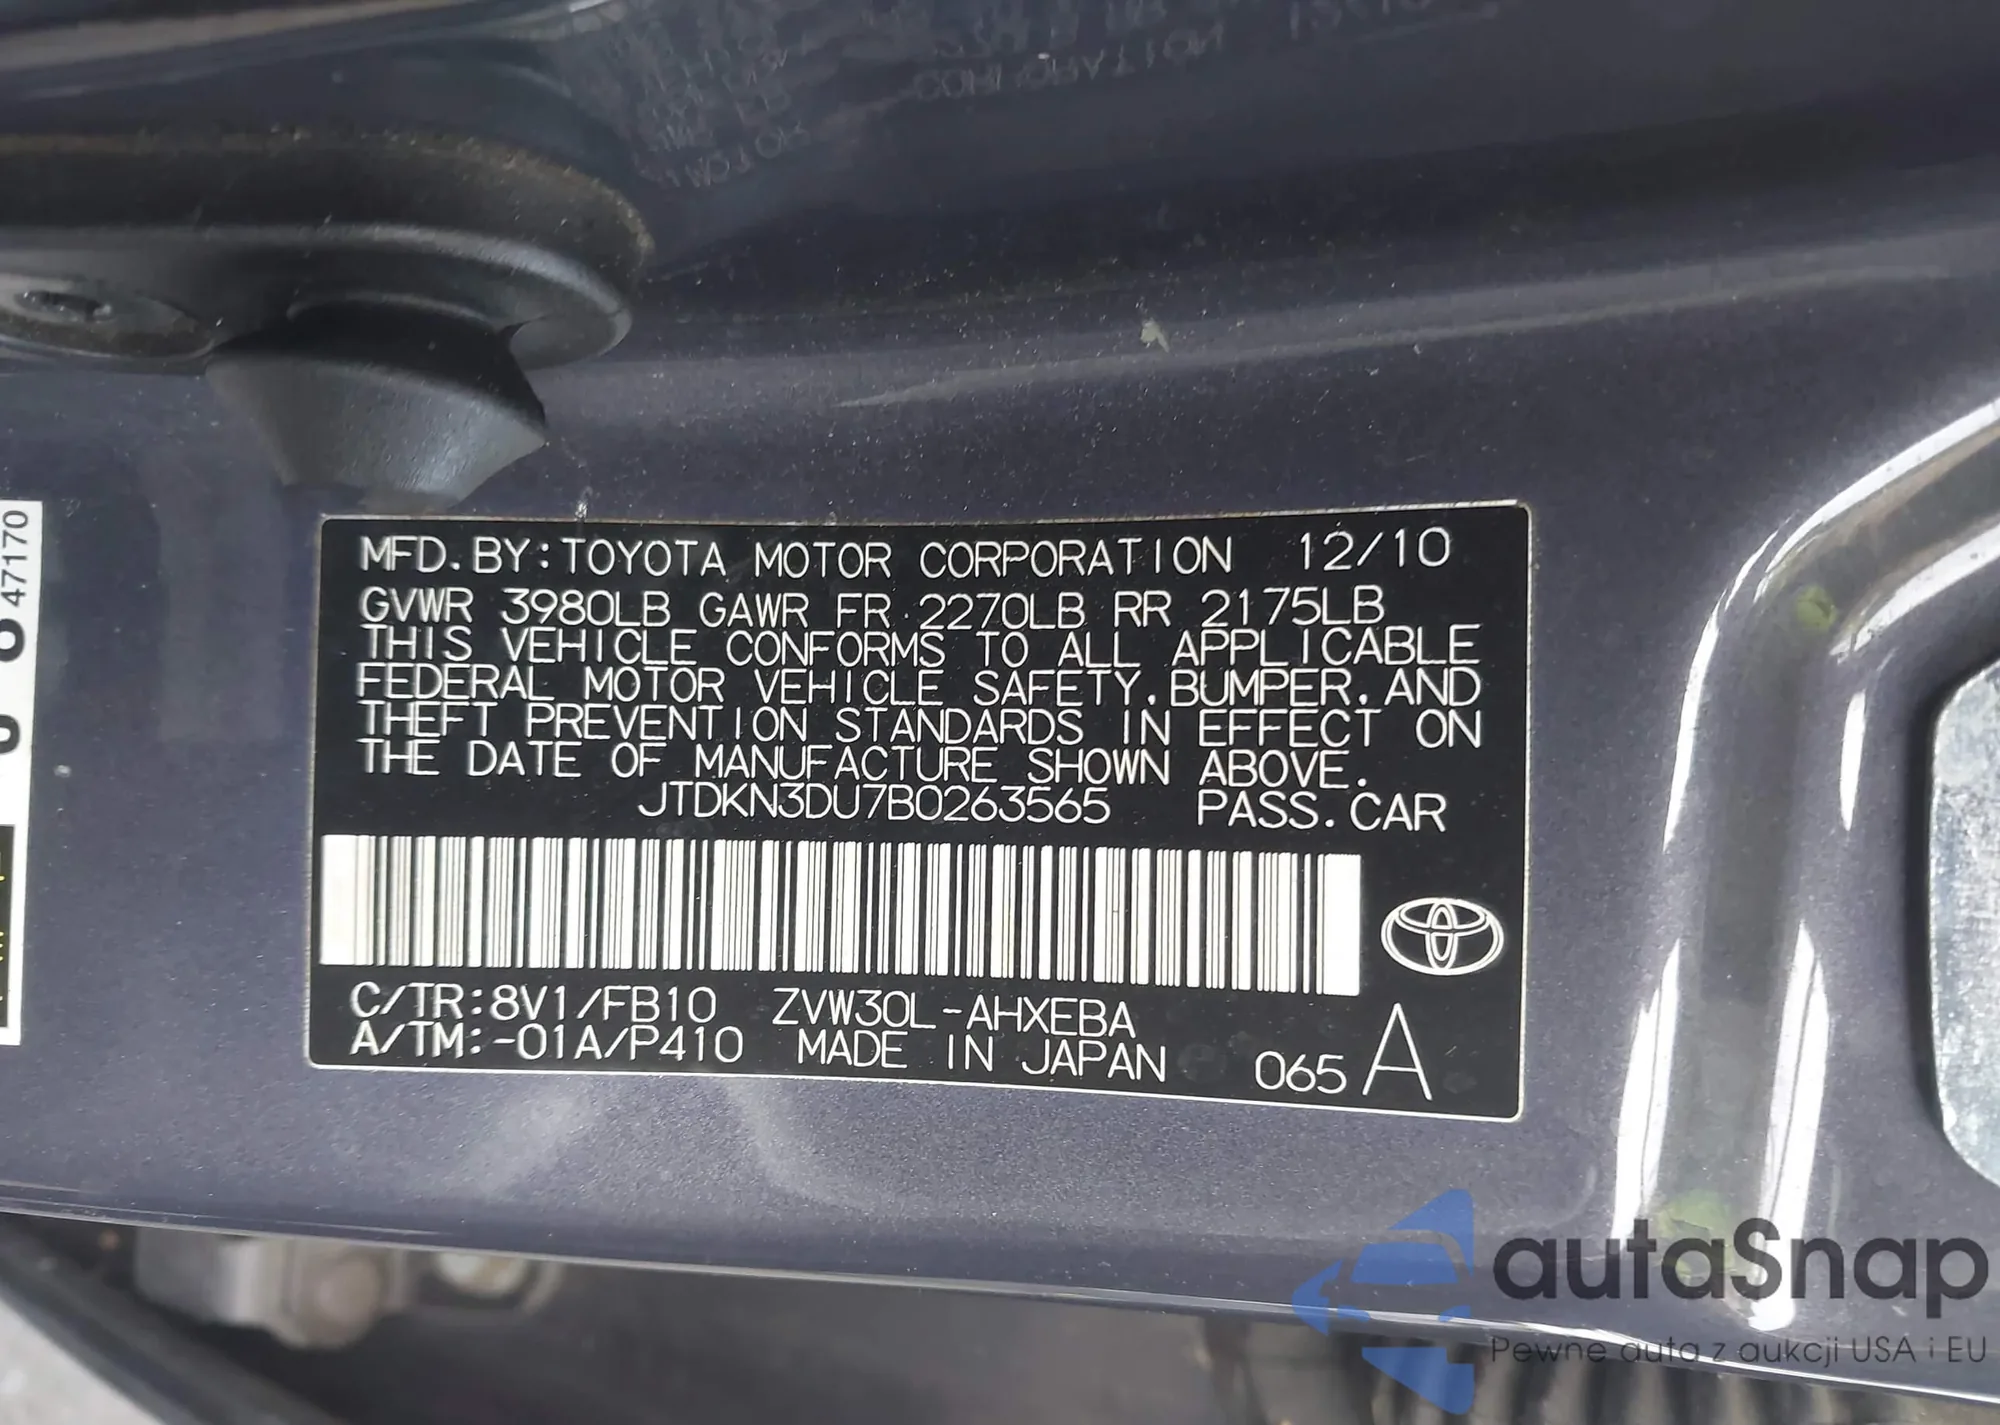 MFD. BY: TOYOTA MOTOR CORPORATION 12/10
GVWR 3980LB GAWR FR 2270LB RR 2175LB
THIS VEHICLE CONFORMS TO ALL APPLICABLE
FEDERAL MOTOR VEHICLE SAFETY, BUMPER, AND
THEFT PREVENTION STANDARDS IN EFFECT ON
THE DATE OF MANUFACTURE SHOWN ABOVE.
JTDKN3DU7B0263565 PASS. CAR
C/TR: 8V1/FB10 ZVW30L-AHXEBA
A/TM: -01A/P410 MADE IN JAPAN 065 A
47170
autaSnap
Pewne auta z aukcji USA i EU